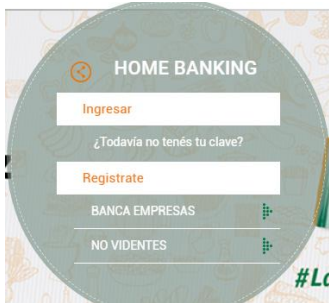 HOME BANKING
Ingresar
¿Todavía no tenés tu clave?
Registrate
BANCA EMPRESAS
NO VIDENTES